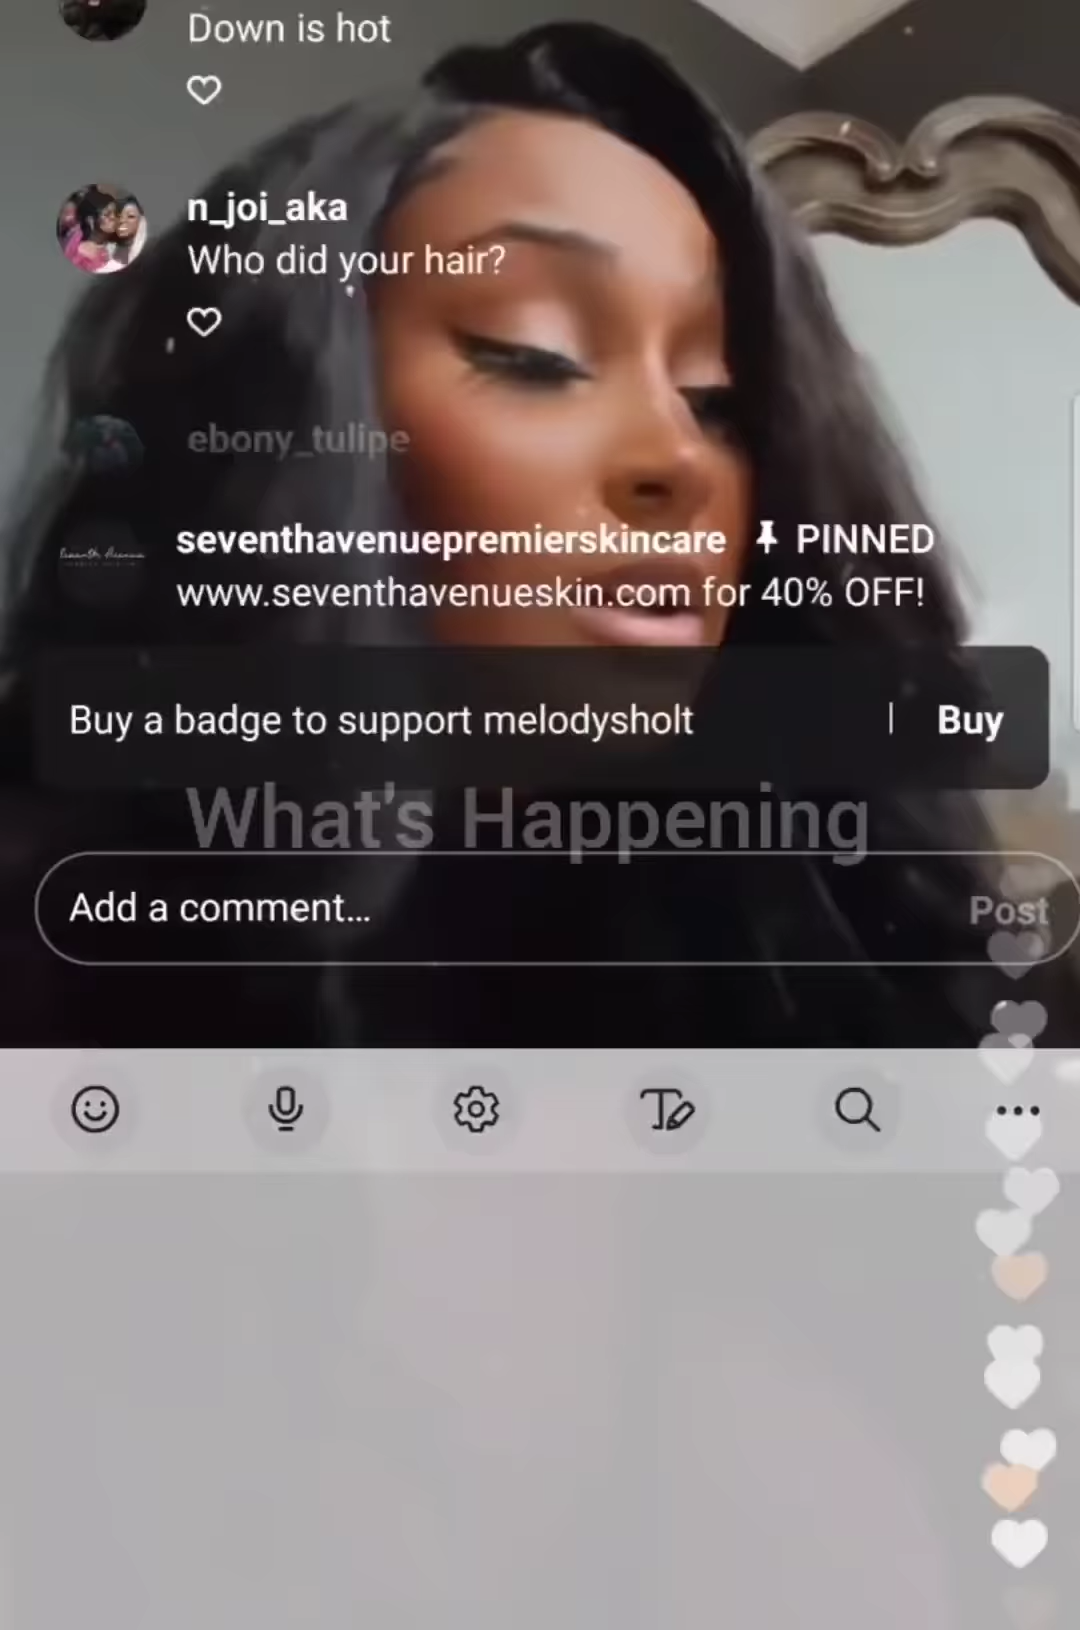 Down is hot
n_joi_aka
Who did your hair?
ebony_tulipe
seventhavenuepremierskincare PINNED
www.seventhavenueskin.com for 40% OFF!
Buy a badge to support melodysholt | Buy
What's Happening
Add a comment... Post